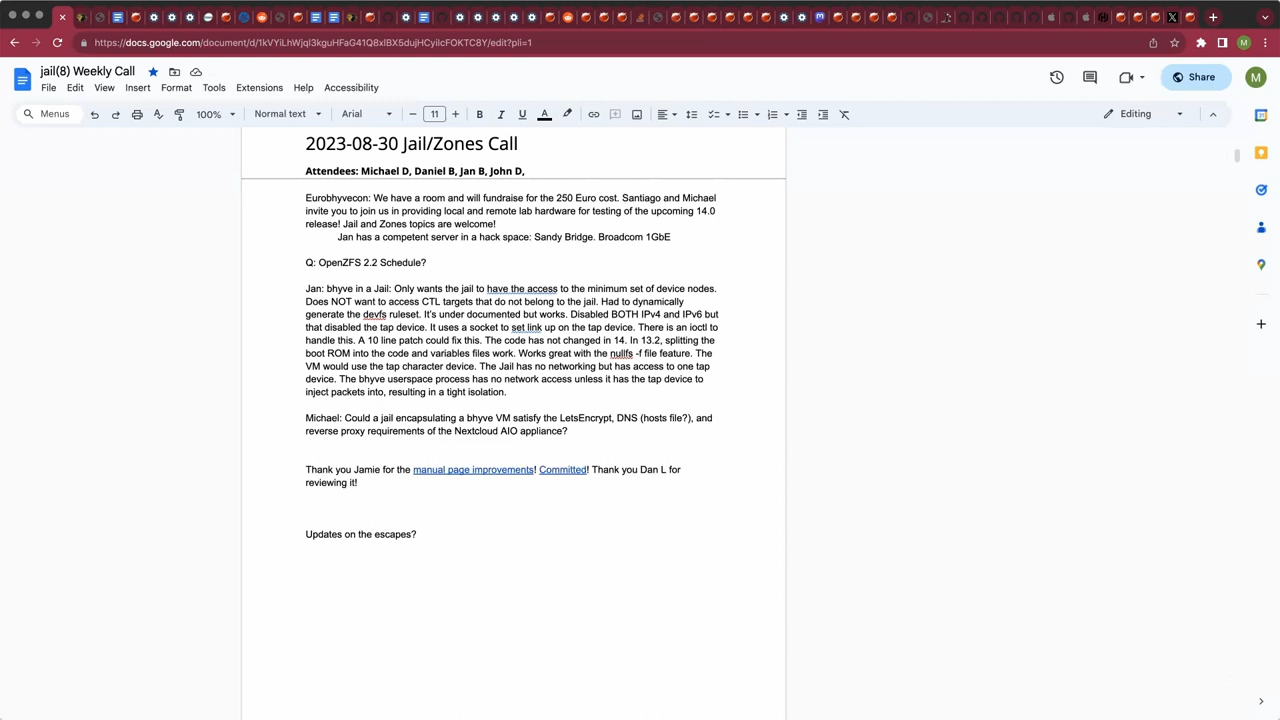 https://docs.google.com/document/d/1kVYiLhWjql3kguHFaG41Q8xlBX5dujHCyilcFOKTC8Y/edit?pli=1
jail(8) Weekly Call
File Edit View Insert Format Tools Extensions Help Accessibility
Share
M
Menus 100% Normal text Arial 11 B I U A Editing
2023-08-30 Jail/Zones Call
Attendees: Michael D, Daniel B, Jan B, John D,
Eurobhyvecon: We have a room and will fundraise for the 250 Euro cost. Santiago and Michael
invite you to join us in providing local and remote lab hardware for testing of the upcoming 14.0
release! Jail and Zones topics are welcome!
Jan has a competent server in a hack space: Sandy Bridge. Broadcom 1GbE
Q: OpenZFS 2.2 Schedule?
Jan: bhyve in a Jail: Only wants the jail to have the access to the minimum set of device nodes.
Does NOT want to access CTL targets that do not belong to the jail. Had to dynamically
generate the devfs ruleset. It's under documented but works. Disabled BOTH IPv4 and IPv6 but
that disabled the tap device. It uses a socket to set link up on the tap device. There is an ioctl to
handle this. A 10 line patch could fix this. The code has not changed in 14. In 13.2, splitting the
boot ROM into the code and variables files work. Works great with the nullfs -f file feature. The
VM would use the tap character device. The Jail has no networking but has access to one tap
device. The bhyve userspace process has no network access unless it has the tap device to
inject packets into, resulting in a tight isolation.
Michael: Could a jail encapsulating a bhyve VM satisfy the LetsEncrypt, DNS (hosts file?), and
reverse proxy requirements of the Nextcloud AIO appliance?
Thank you Jamie for the manual page improvements! Committed! Thank you Dan L for
reviewing it!
Updates on the escapes?